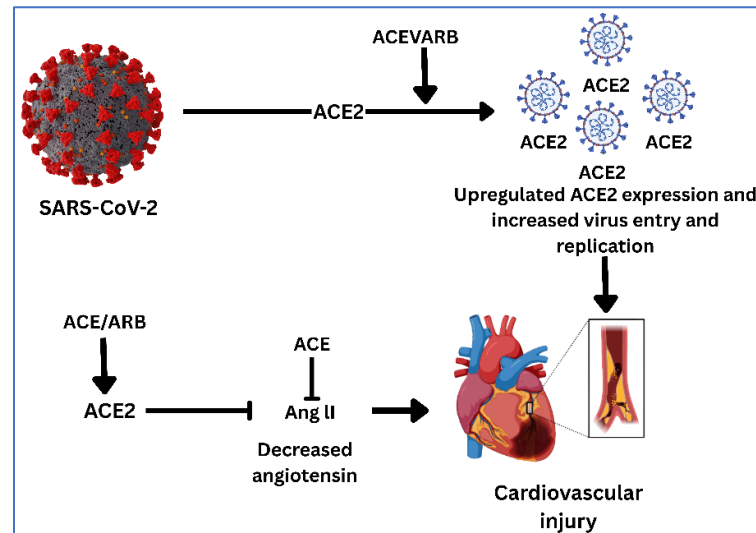 ACEVARB
ACE2
SARS-CoV-2
ACE2
ACE2
ACE2
ACE2
Upregulated ACE2 expression and
increased virus entry and
replication
ACE/ARB
ACE2
ACE
Ang lI
Decreased
angiotensin
Cardiovascular
injury